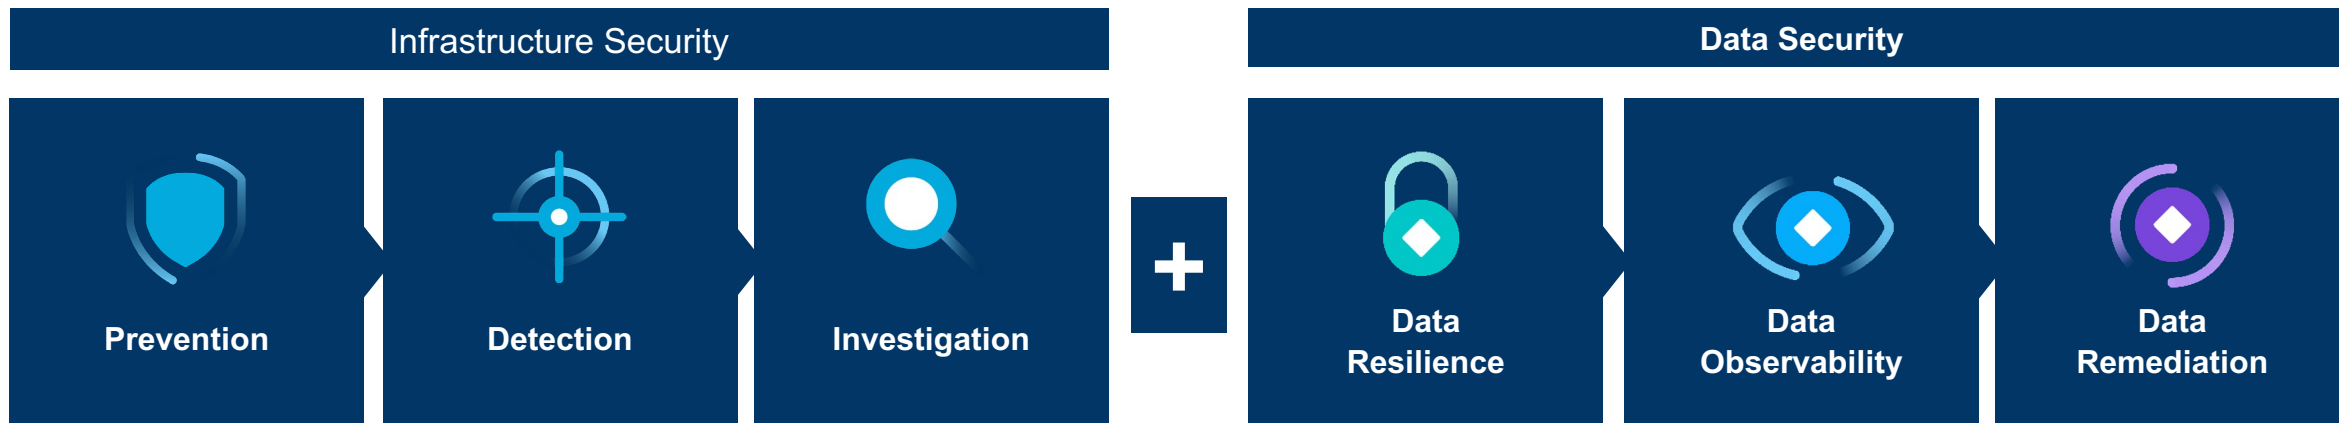 Infrastructure Security
Data Security
Prevention
Detection
Investigation
+
Data
Resilience
Data
Observability
Data
Remediation